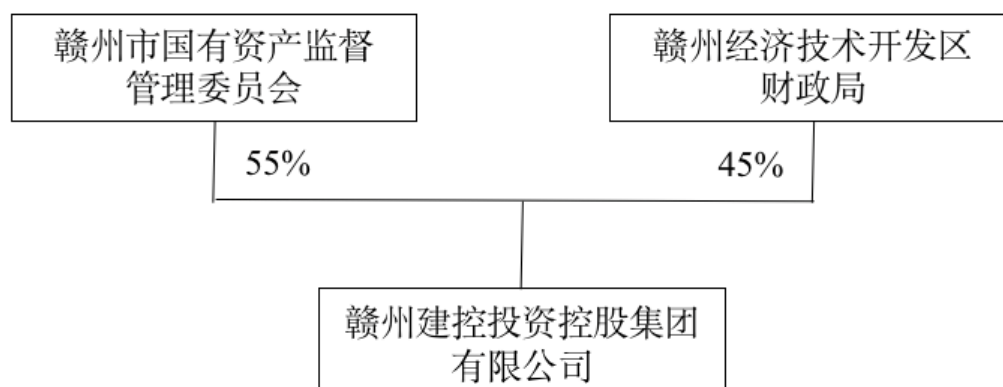 赣州市国有资产监督
管理委员会
赣州经济技术开发区
财政局
55%
45%
赣州建控投资控股集团
有限公司